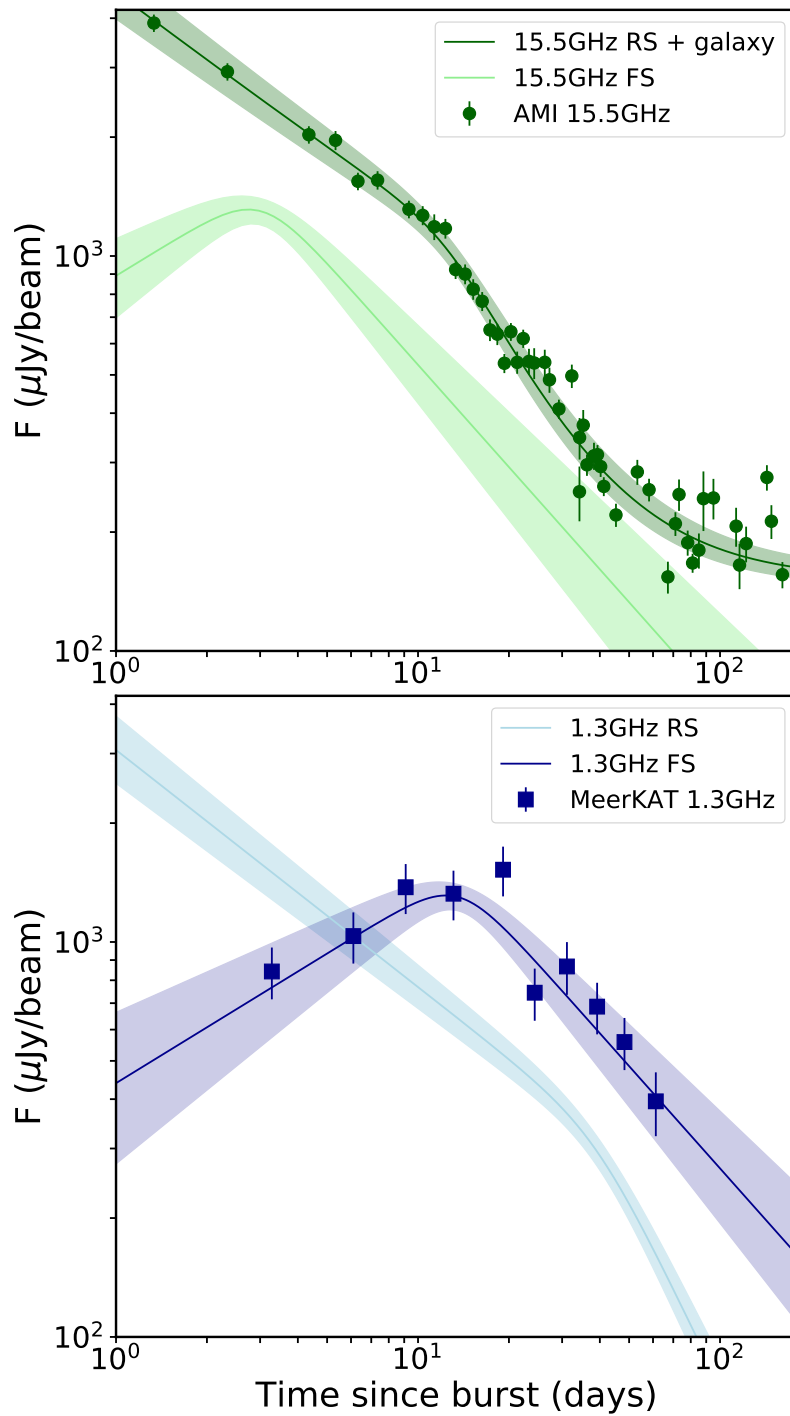 15.5GHz RS + galaxy
15.5GHz FS
AMI 15.5GHz
F (μJy/beam)
10³
10²
10⁰ 10¹ 10²
1.3GHz RS
1.3GHz FS
MeerKAT 1.3GHz
F (μJy/beam)
10³
10²
10⁰ 10¹ 10²
Time since burst (days)